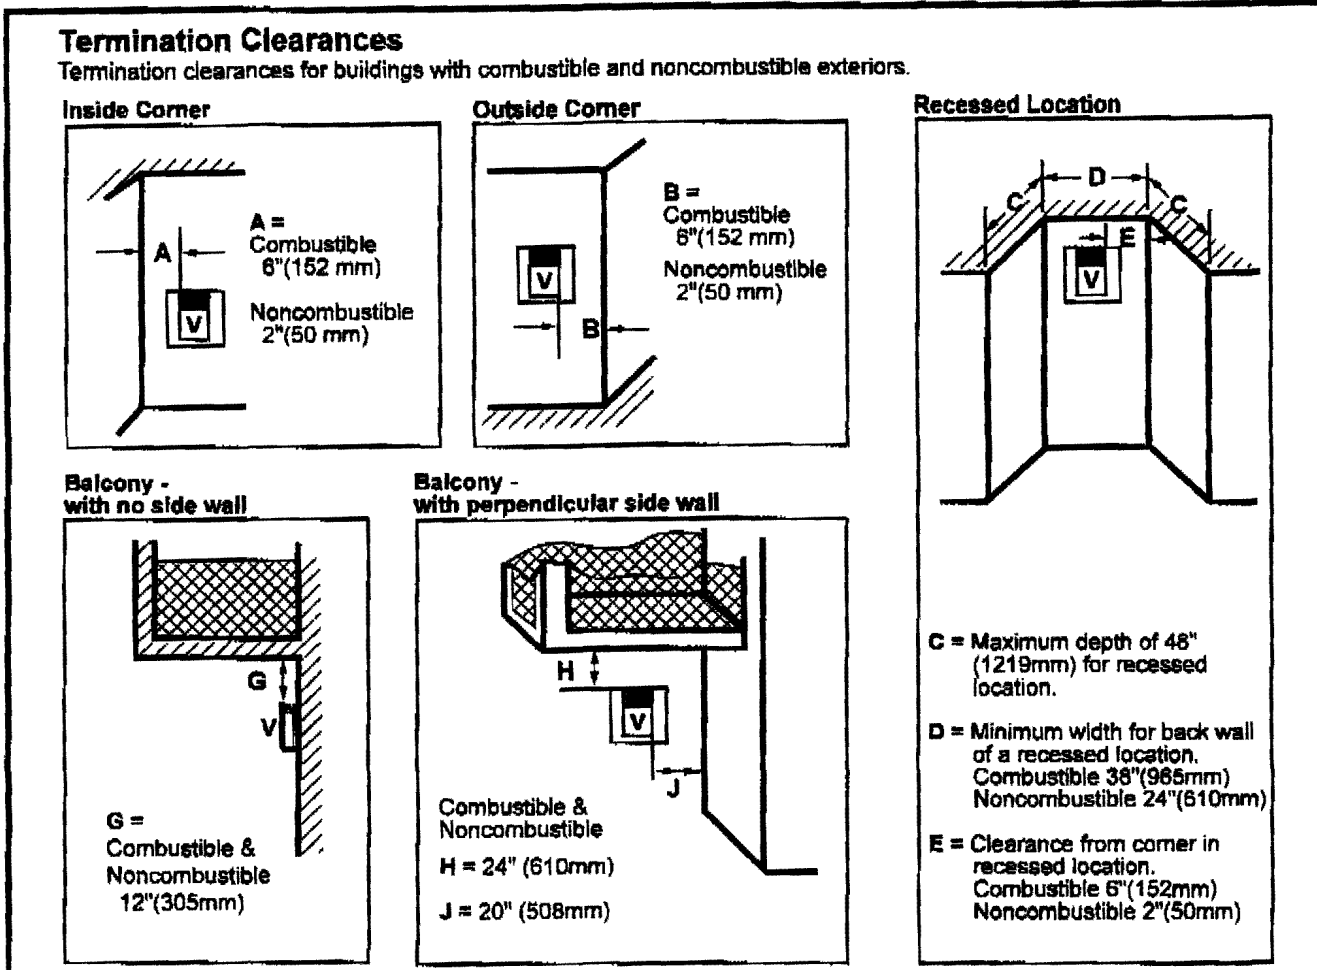 Termination Clearances
Termination clearances for buildings with combustible and noncombustible exteriors.
Inside Corner
A
V
A =
Combustible
6"(152 mm)
Noncombustible
2"(50 mm)
Outside Corner
V
B
B =
Combustible
6"(152 mm)
Noncombustible
2"(50 mm)
Recessed Location
C
D
C
E
V
C = Maximum depth of 48"
(1219mm) for recessed
location.
D = Minimum width for back wall
of a recessed location.
Combustible 38"(965mm)
Noncombustible 24"(610mm)
E = Clearance from corner in
recessed location.
Combustible 6"(152mm)
Noncombustible 2"(50mm)
Balcony -
with no side wall
G
V
G =
Combustible &
Noncombustible
12"(305mm)
Balcony -
with perpendicular side wall
H
V
J
Combustible &
Noncombustible
H = 24" (610mm)
J = 20" (508mm)